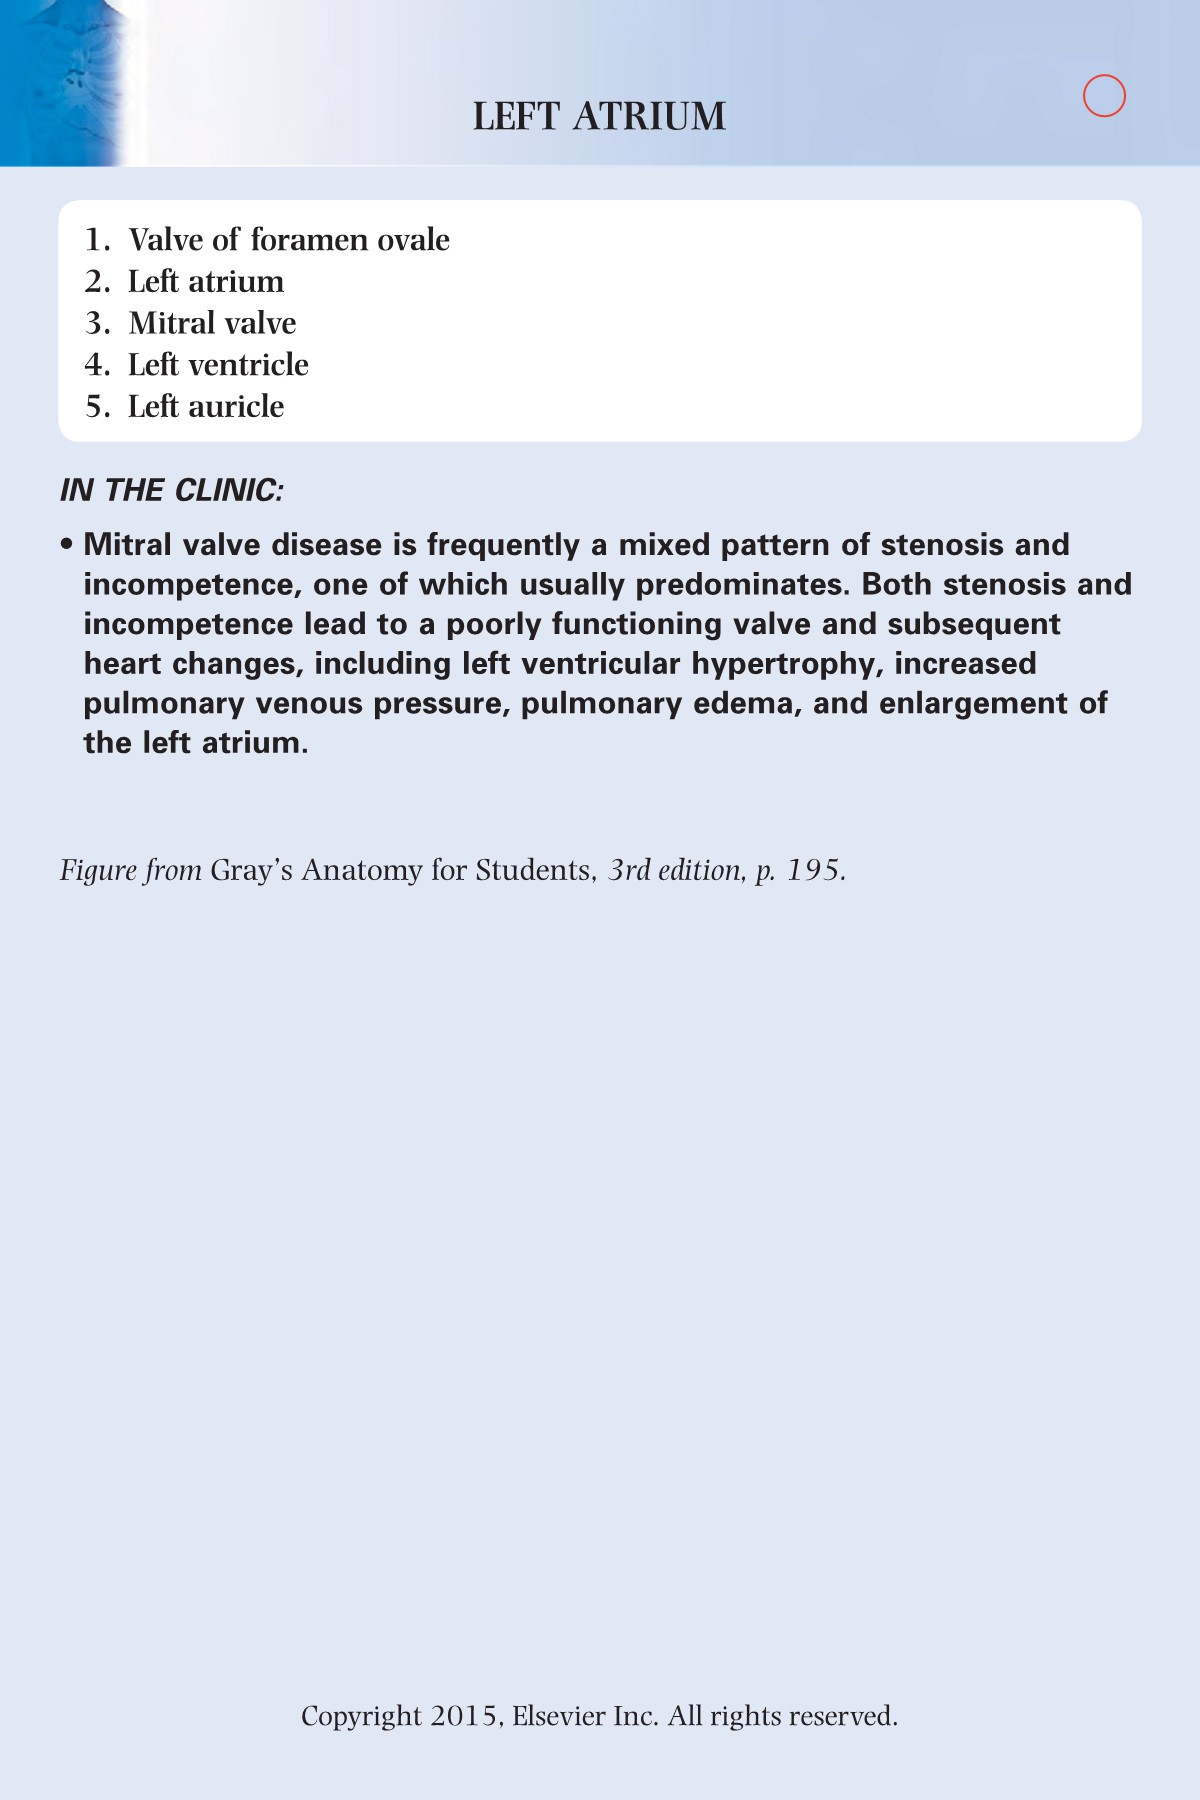 LEFT ATRIUM
1. Valve of foramen ovale
2. Left atrium
3. Mitral valve
4. Left ventricle
5. Left auricle
IN THE CLINIC:
• Mitral valve disease is frequently a mixed pattern of stenosis and
incompetence, one of which usually predominates. Both stenosis and
incompetence lead to a poorly functioning valve and subsequent
heart changes, including left ventricular hypertrophy, increased
pulmonary venous pressure, pulmonary edema, and enlargement of
the left atrium.
Figure from Gray’s Anatomy for Students, 3rd edition, p. 195.
Copyright 2015, Elsevier Inc. All rights reserved.